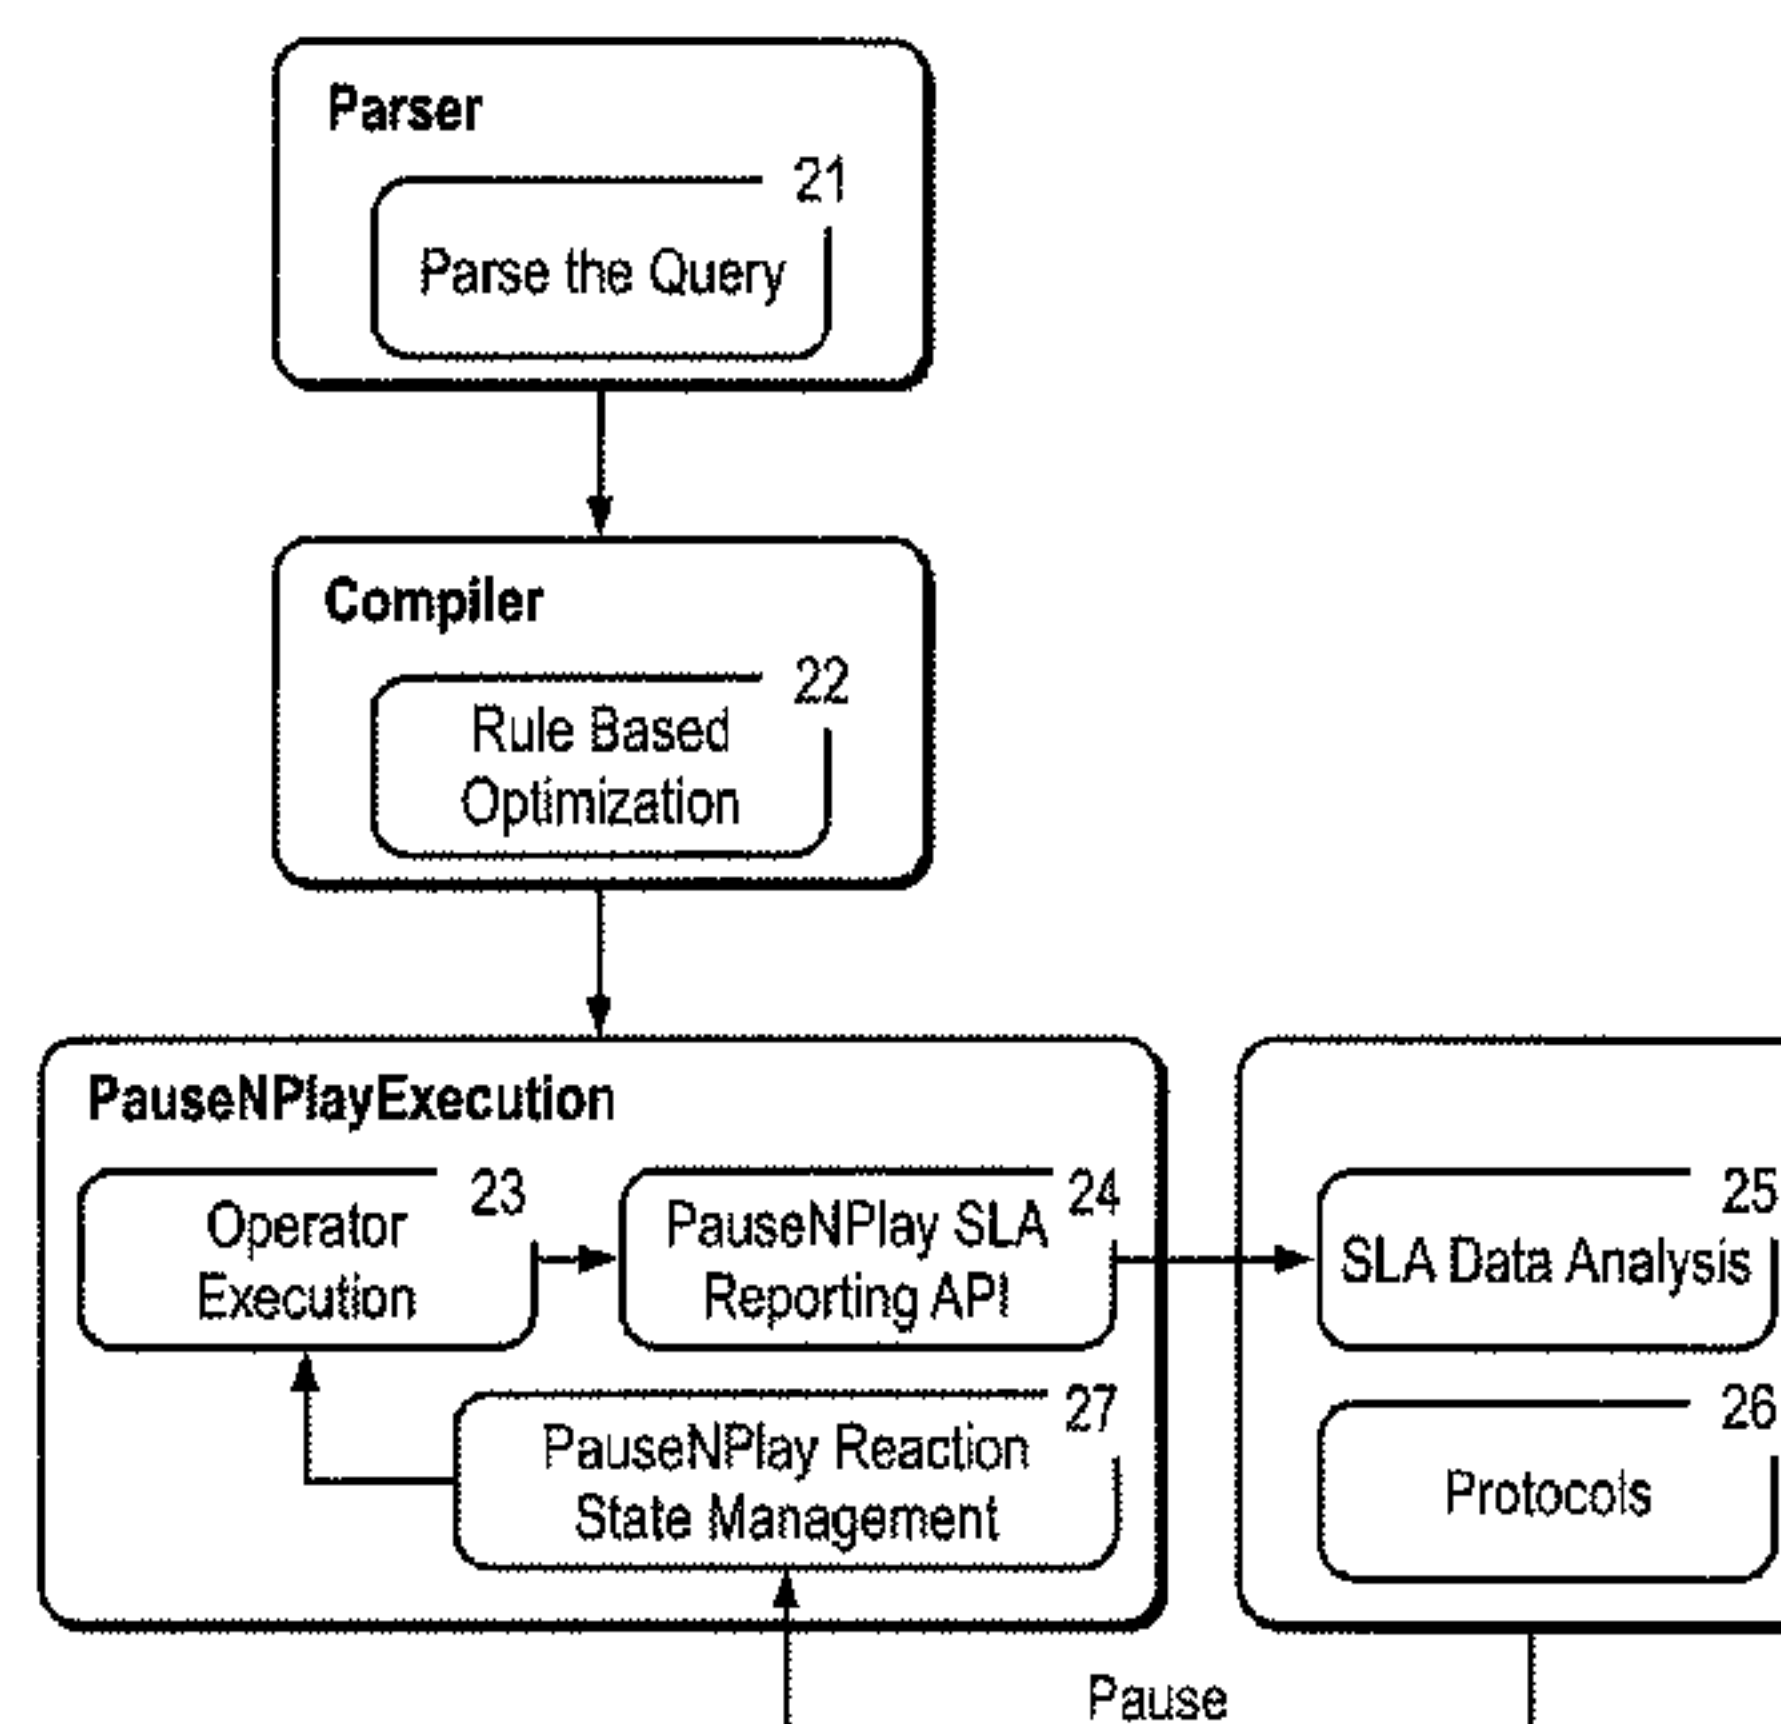 Parser
21
Parse the Query
Compiler
22
Rule Based
Optimization
PauseNPlayExecution
23
Operator
Execution
24
PauseNPlay SLA
Reporting API
25
SLA Data Analysis
27
PauseNPlay Reaction
State Management
26
Protocols
Pause